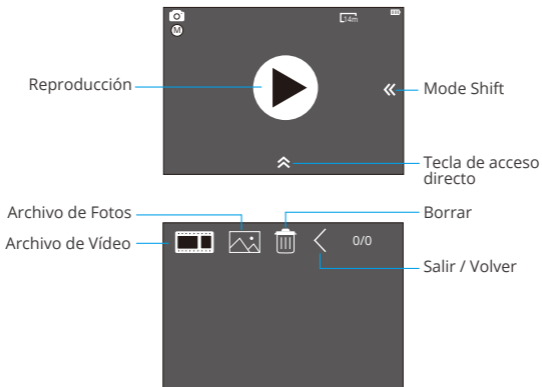 14m
M
Reproducción
Mode Shift
Tecla de acceso
directo
Archivo de Fotos
Borrar
Archivo de Vídeo
0/0
Salir / Volver